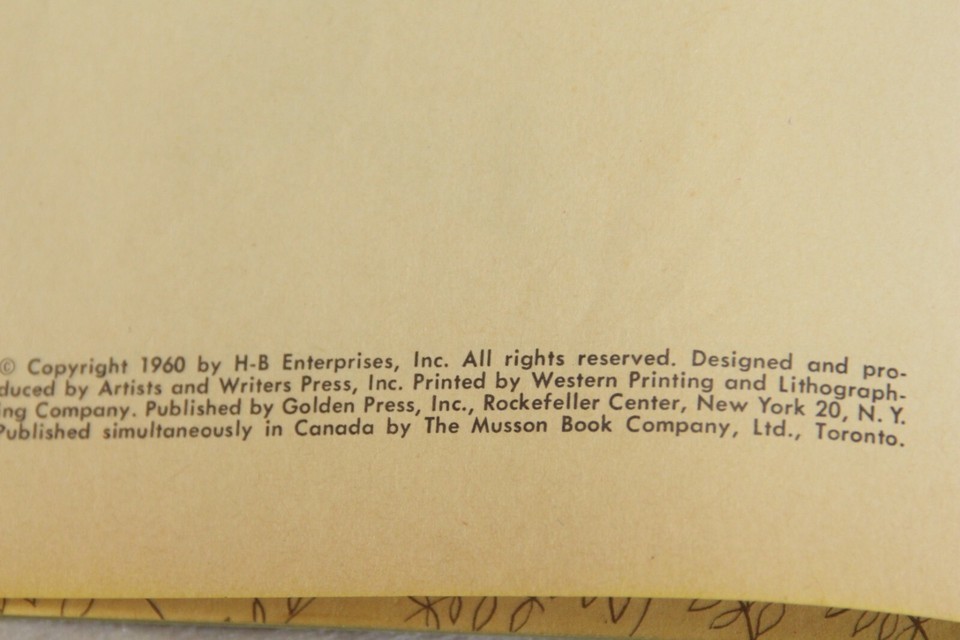 © Copyright 1960 by H-B Enterprises, Inc. All rights reserved. Designed and pro-
duced by Artists and Writers Press, Inc. Printed by Western Printing and Lithograph-
ing Company. Published by Golden Press, Inc., Rockefeller Center, New York 20, N. Y.
Published simultaneously in Canada by The Musson Book Company, Ltd., Toronto.